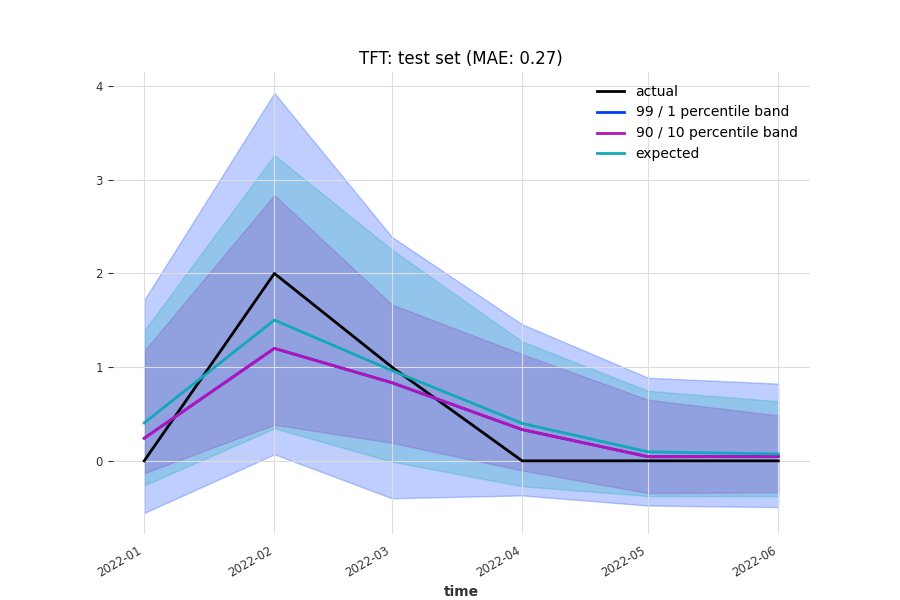 TFT: test set (MAE: 0.27)
actual
99 / 1 percentile band
90 / 10 percentile band
expected
4
3
2
1
0
2022-01
2022-02
2022-03
2022-04
2022-05
2022-06
time